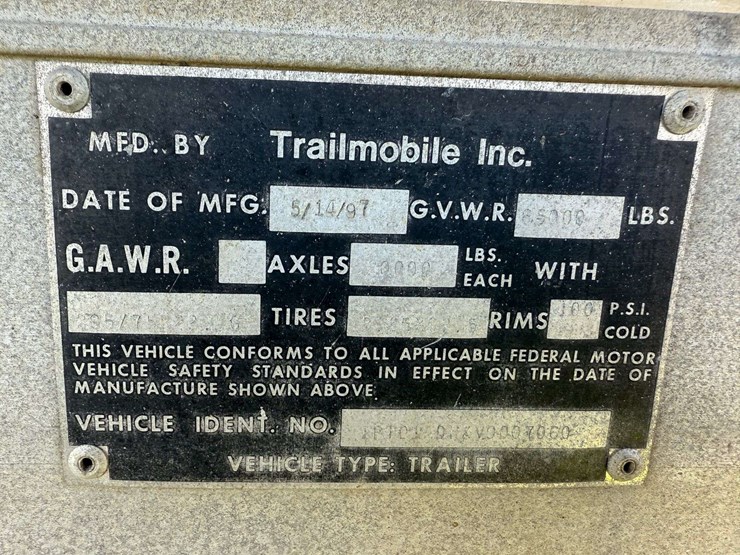 MFD. BY Trailmobile Inc.
DATE OF MFG. 5/14/97 G.V.W.R. 65000 LBS.
G.A.W.R. AXLES LBS. EACH WITH
TIRES RIMS 100 P.S.I. COLD
THIS VEHICLE CONFORMS TO ALL APPLICABLE FEDERAL MOTOR
VEHICLE SAFETY STANDARDS IN EFFECT ON THE DATE OF
MANUFACTURE SHOWN ABOVE.
VEHICLE IDENT. NO.
VEHICLE TYPE: TRAILER